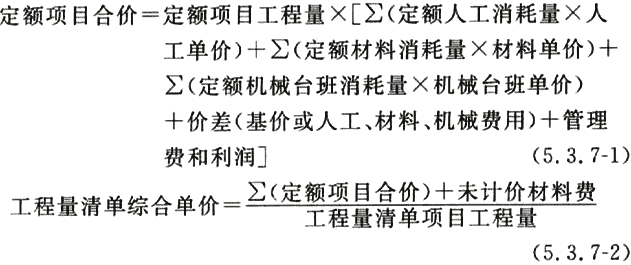 定额项目合价=定额项目工程量×[∑(定额人工消耗量×人
工单价)+∑(定额材料消耗量×材料单价)+
∑(定额机械台班消耗量×机械台班单价)
+价差(基价或人工、材料、机械费用)+管理
费和利润] (5.3.7-1)
工程量清单综合单价=∑(定额项目合价)+未计价材料费
工程量清单项目工程量
(5.3.7-2)